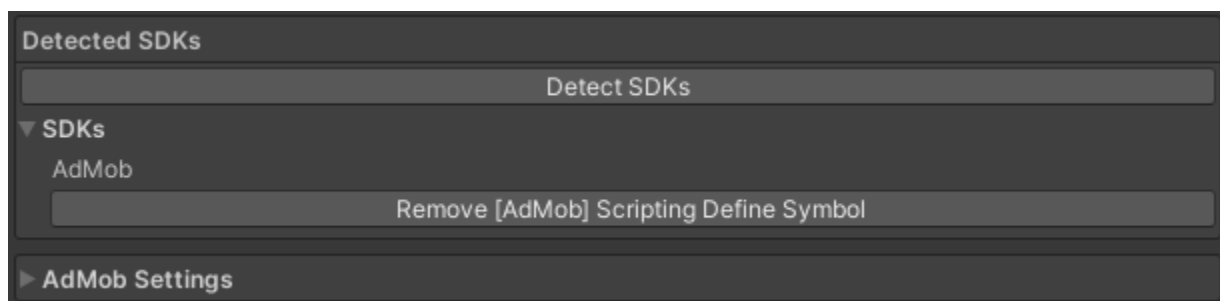 Detected SDKs
Detect SDKs
SDKs
AdMob
Remove [AdMob] Scripting Define Symbol
AdMob Settings